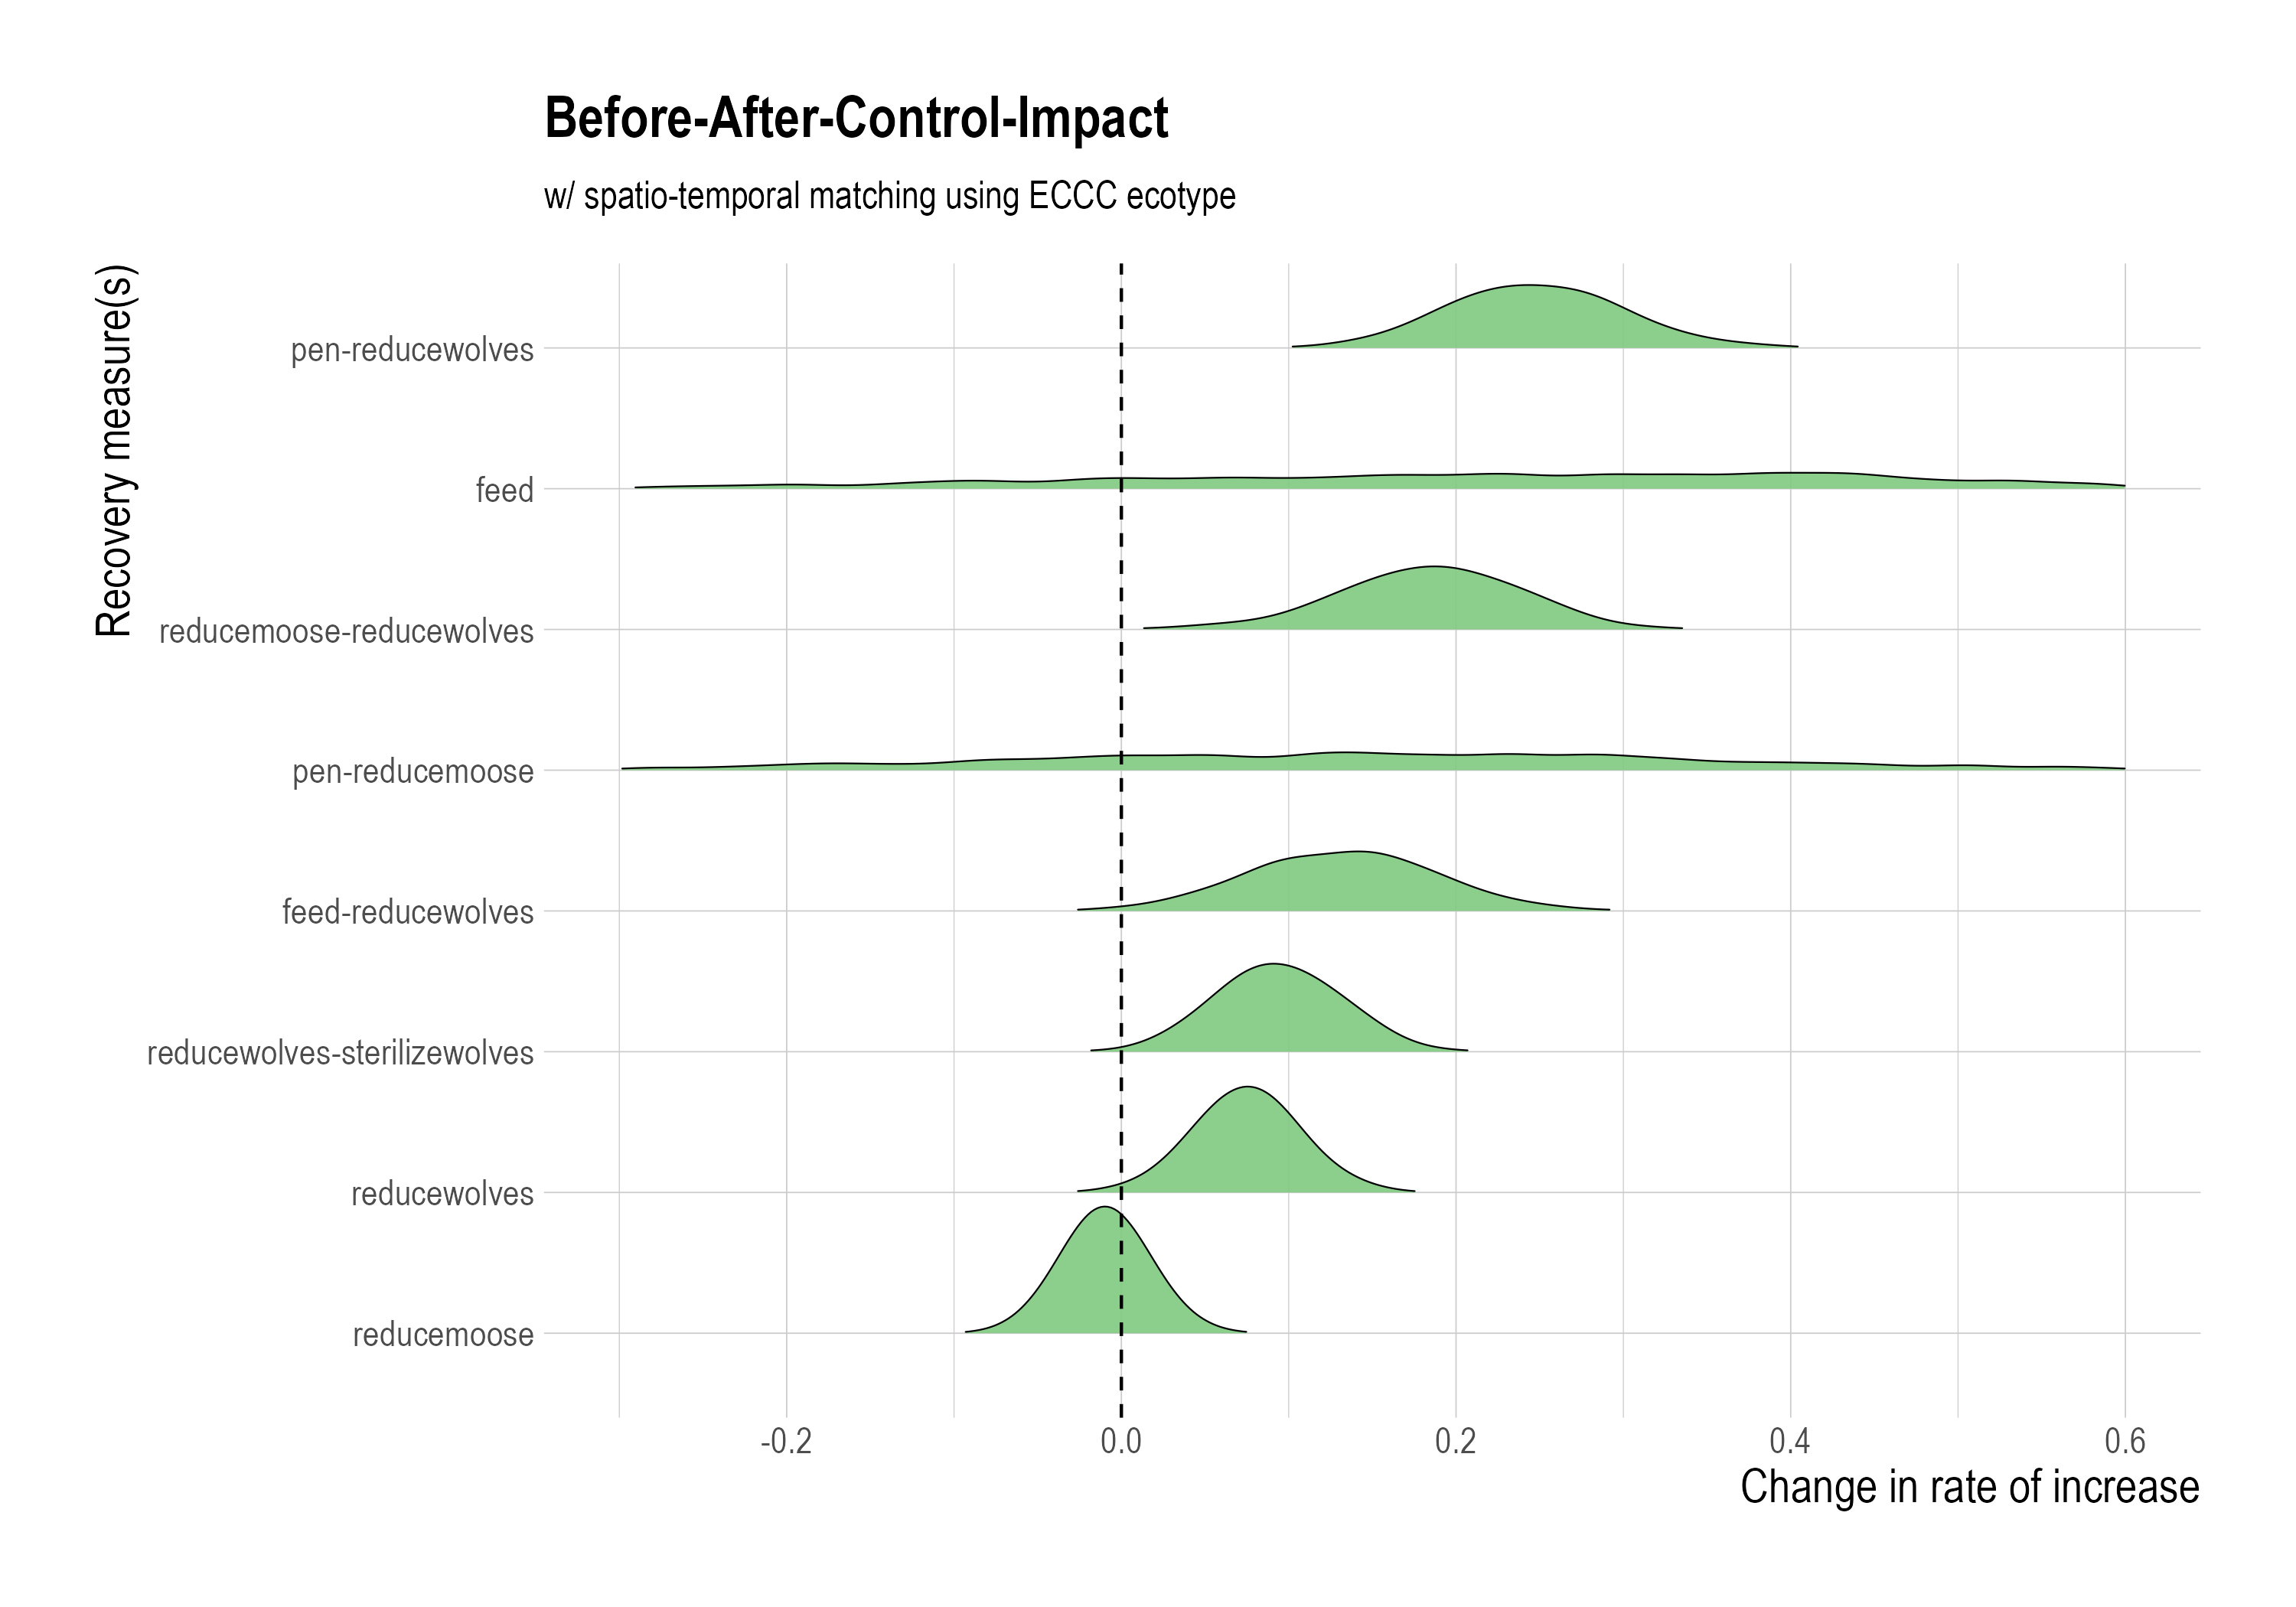 Before-After-Control-Impact
w/ spatio-temporal matching using ECCC ecotype
Recovery measure(s)
pen-reducewolves
feed
reducemoose-reducewolves
pen-reducemoose
feed-reducewolves
reducewolves-sterilizewolves
reducewolves
reducemoose
-0.2 0.0 0.2 0.4 0.6
Change in rate of increase